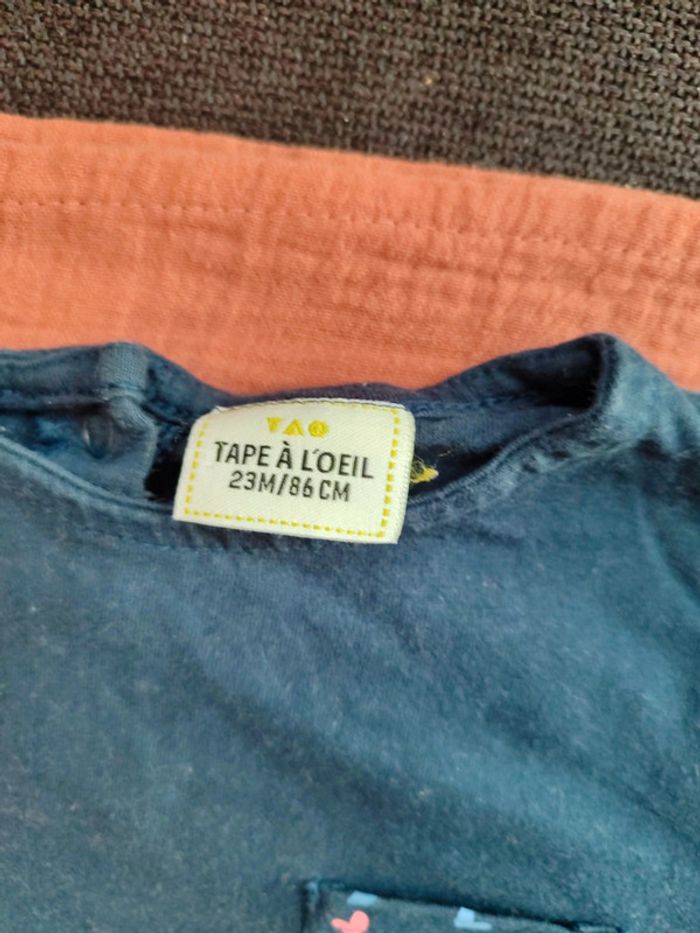 TAO
TAPE À L'OEIL
23M/86 CM